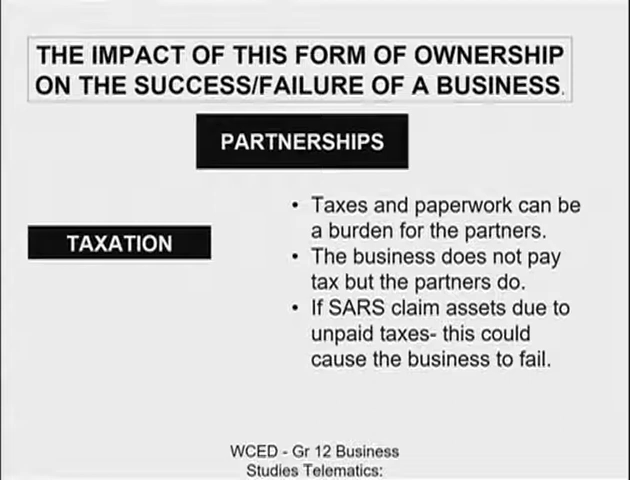 THE IMPACT OF THIS FORM OF OWNERSHIP
ON THE SUCCESS/FAILURE OF A BUSINESS.
PARTNERSHIPS
TAXATION
• Taxes and paperwork can be
a burden for the partners.
• The business does not pay
tax but the partners do.
• If SARS claim assets due to
unpaid taxes- this could
cause the business to fail.
WCED - Gr 12 Business
Studies Telematics: